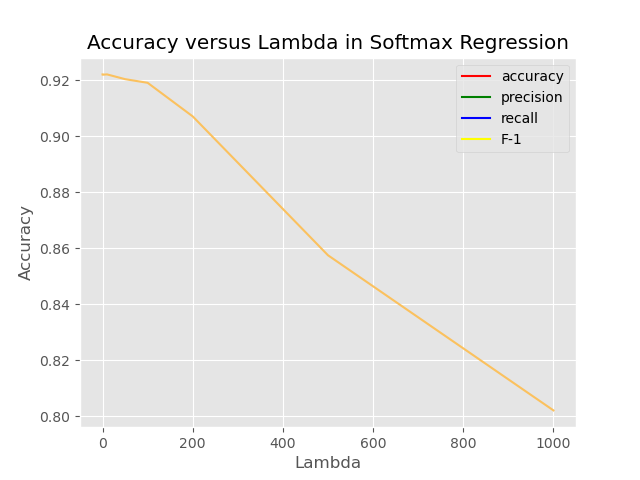 Accuracy versus Lambda in Softmax Regression
accuracy
precision
recall
F-1
0.92
0.90
0.88
0.86
0.84
0.82
0.80
Accuracy
0 200 400 600 800 1000
Lambda